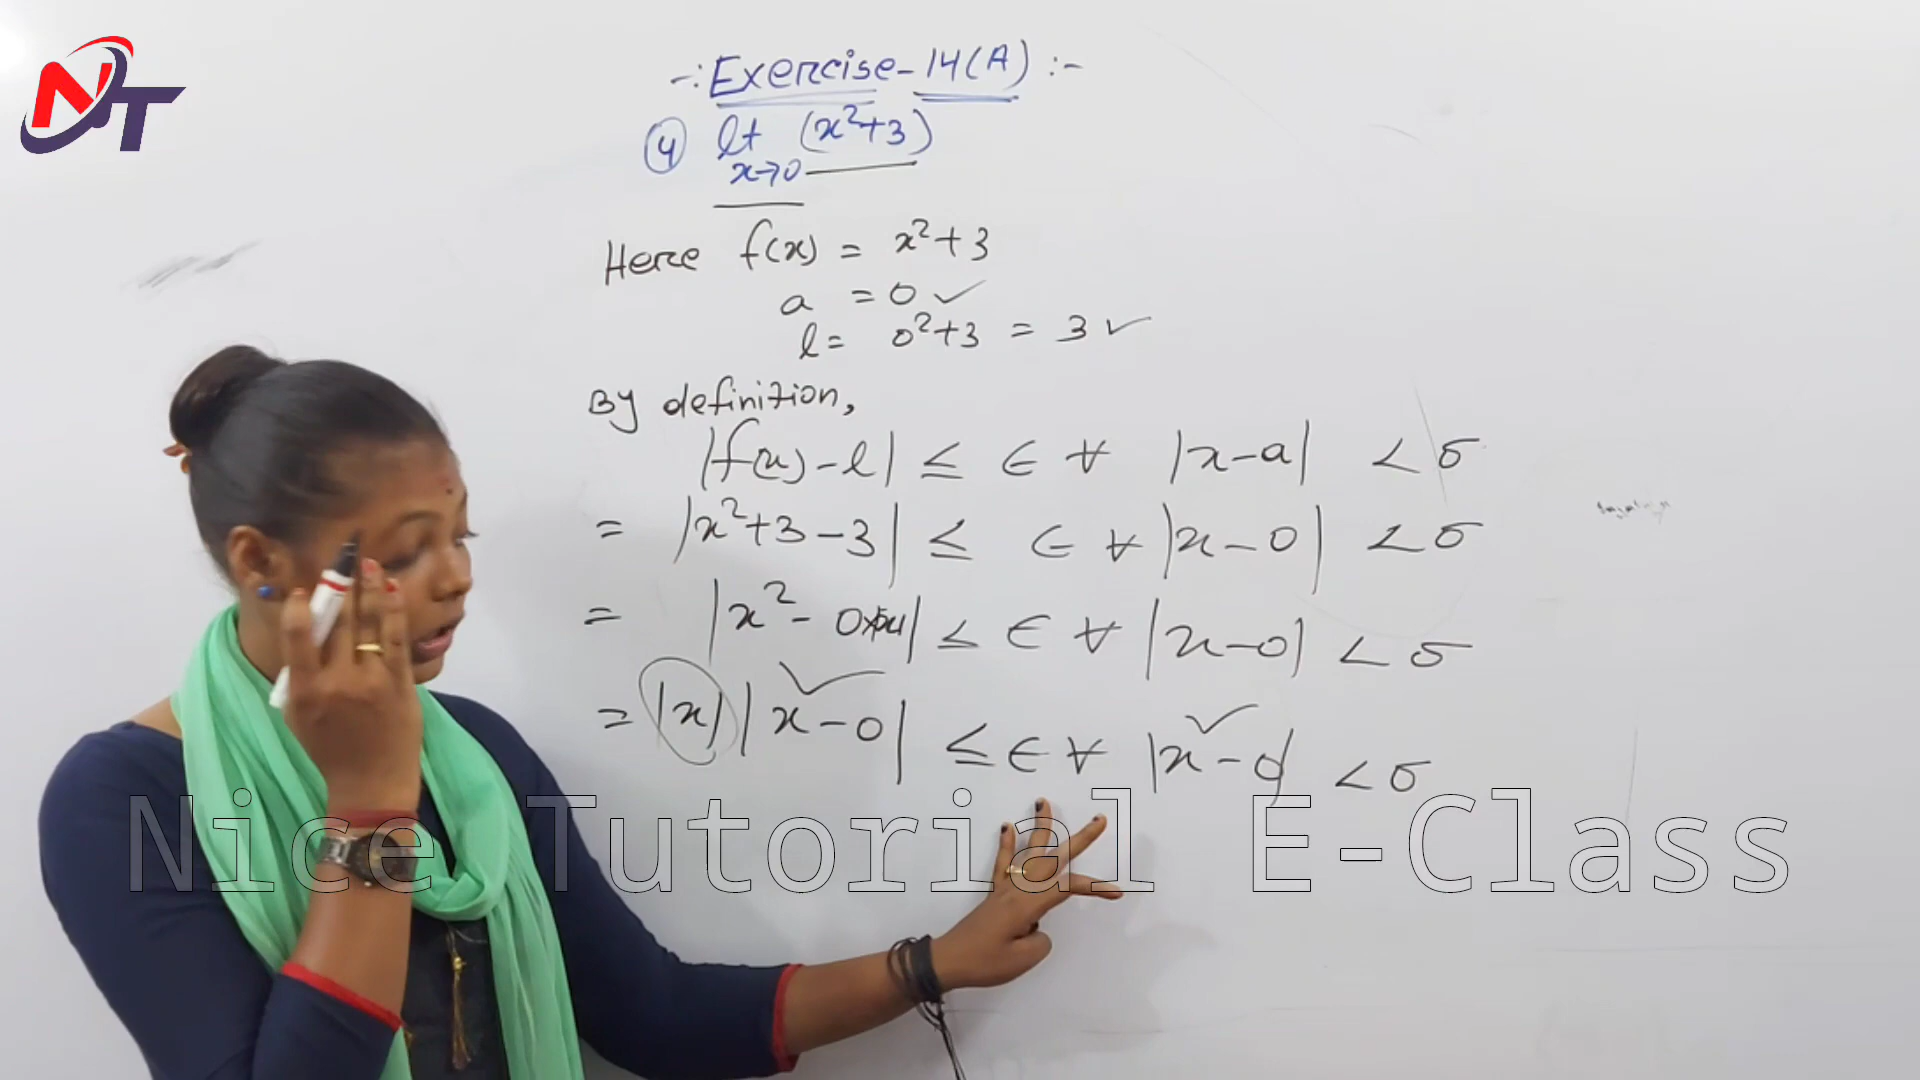 NT
-: Exercise-14(A) :-
④ lt (x²+3)
x→0
Here f(x) = x²+3
a = 0 ✓
l = 0²+3 = 3 ✓
By definition,
|f(x)-l| ≤ ∈ ∀ |x-a| < σ
= |x²+3-3| ≤ ∈ ∀ |x-0| < σ
= |x²- 0×x| ≤ ∈ ∀ |x-0| < σ
= |x| |x-0| ≤ ∈ ∀ |x-0| < σ
Nice Tutorial E-Class